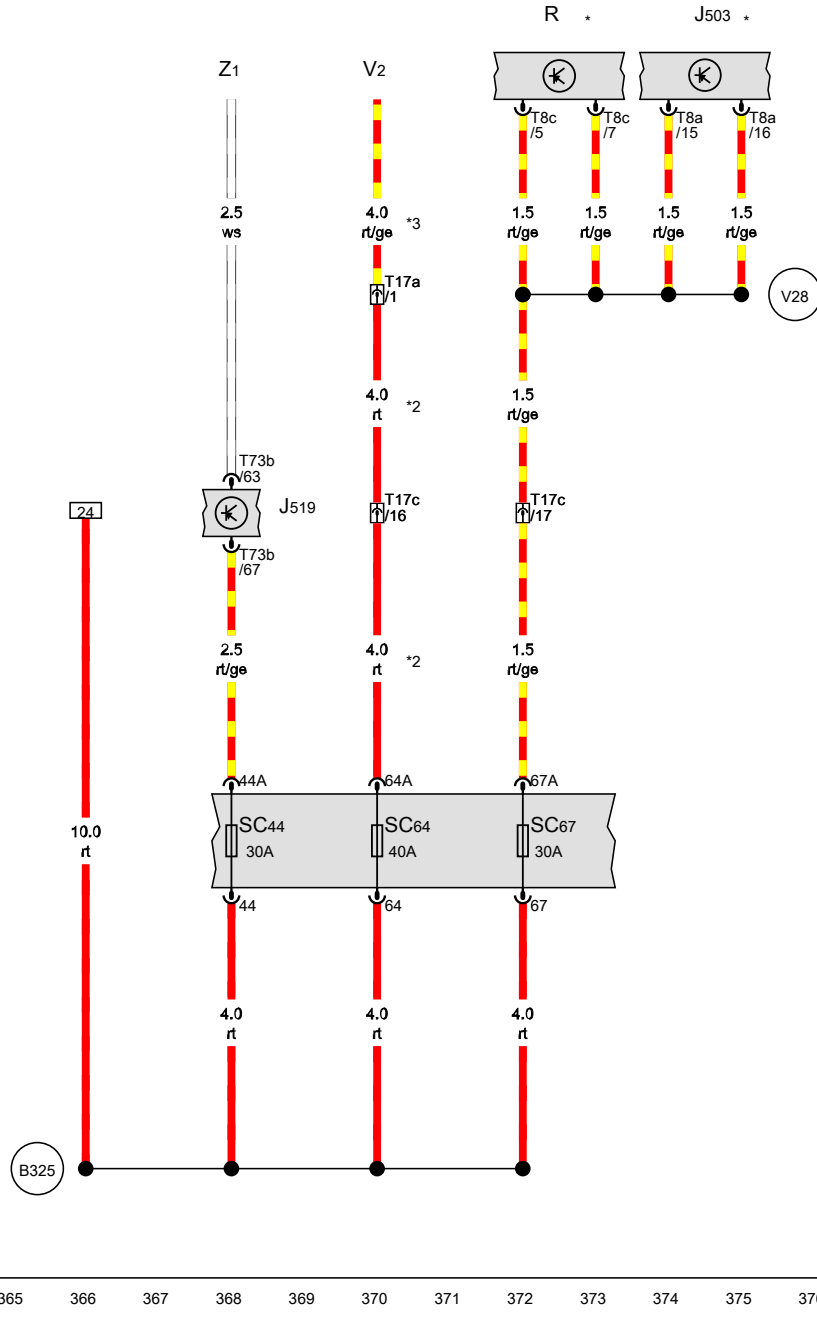 R * J503 *
Z1 V2
T8c
/5
T8c
/7
T8a
/15
T8a
/16
2.5
ws
4.0
rt/ge
*3
1.5
rt/ge
1.5
rt/ge
1.5
rt/ge
1.5
rt/ge
T17a
/1
V28
4.0
rt
*2
1.5
rt/ge
T73b
/63
24
J519
T17c
/16
T17c
/17
T73b
/67
2.5
rt/ge
4.0
rt
*2
1.5
rt/ge
44A 64A 67A
10.0
rt
SC44
30A
SC64
40A
SC67
30A
44 64 67
4.0
rt
4.0
rt
4.0
rt
B325
365 366 367 368 369 370 371 372 373 374 375